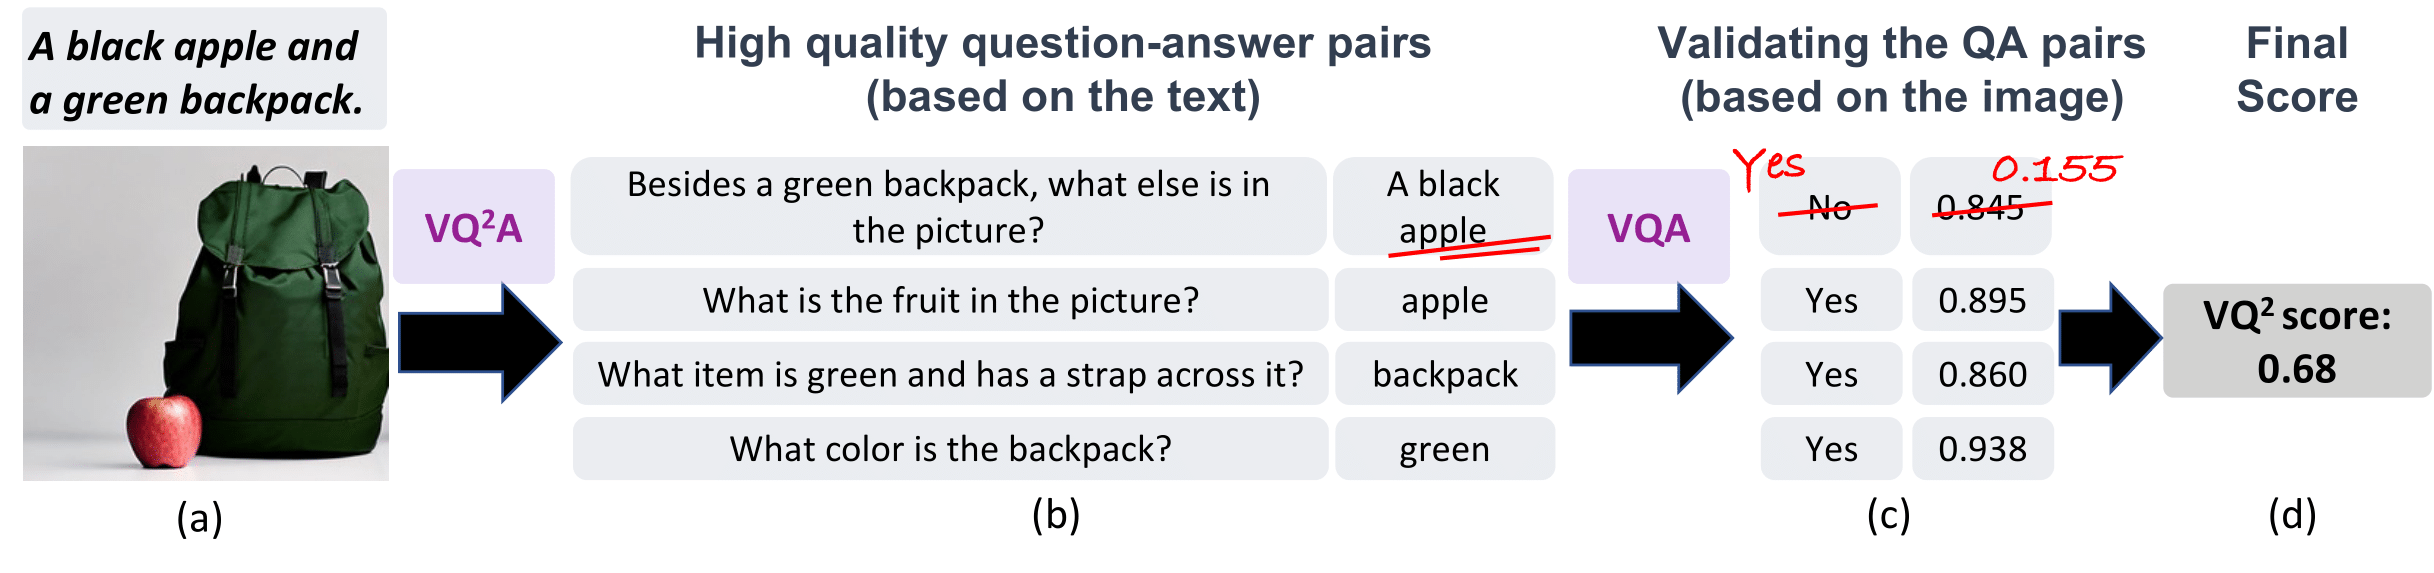 A black apple and
a green backpack.
High quality question-answer pairs
(based on the text)
Validating the QA pairs
(based on the image)
Final
Score
VQ²A
Besides a green backpack, what else is in
the picture?
A black
apple
VQA
Yes
No
0.155
0.845
What is the fruit in the picture?
apple
Yes
0.895
What item is green and has a strap across it?
backpack
Yes
0.860
What color is the backpack?
green
Yes
0.938
VQ² score:
0.68
(a)
(b)
(c)
(d)